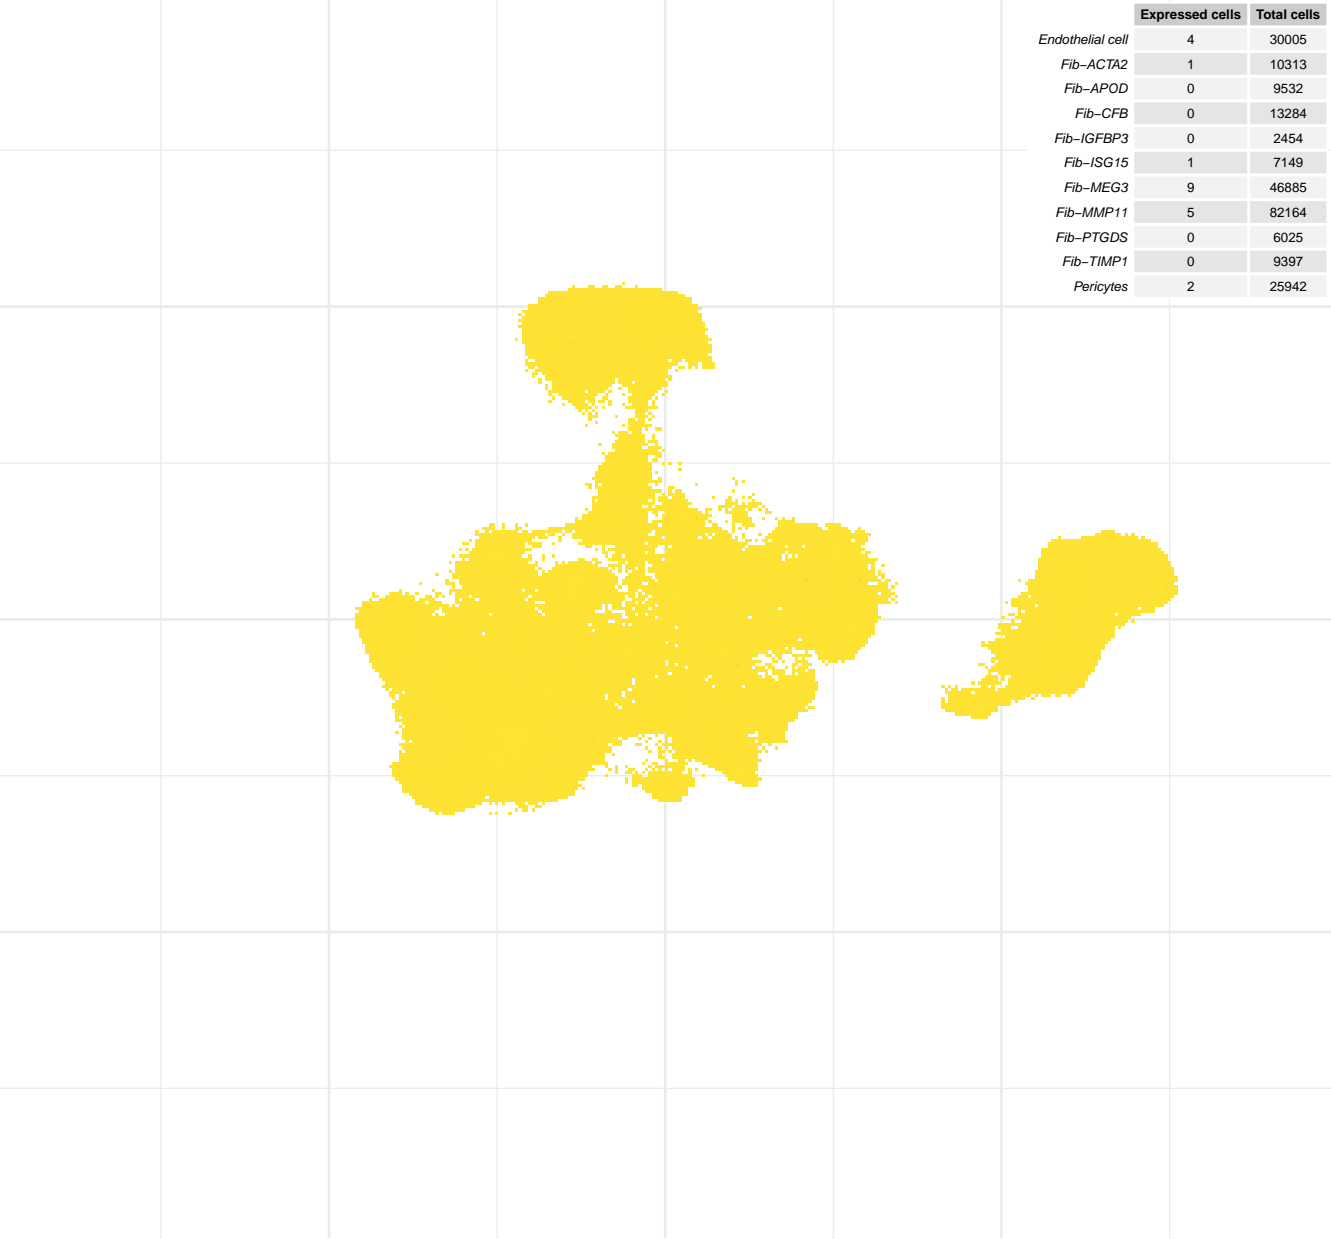 Expressed cells Total cells
Endothelial cell 4 30005
Fib−ACTA2 1 10313
Fib−APOD 0 9532
Fib−CFB 0 13284
Fib−IGFBP3 0 2454
Fib−ISG15 1 7149
Fib−MEG3 9 46885
Fib−MMP11 5 82164
Fib−PTGDS 0 6025
Fib−TIMP1 0 9397
Pericytes 2 25942